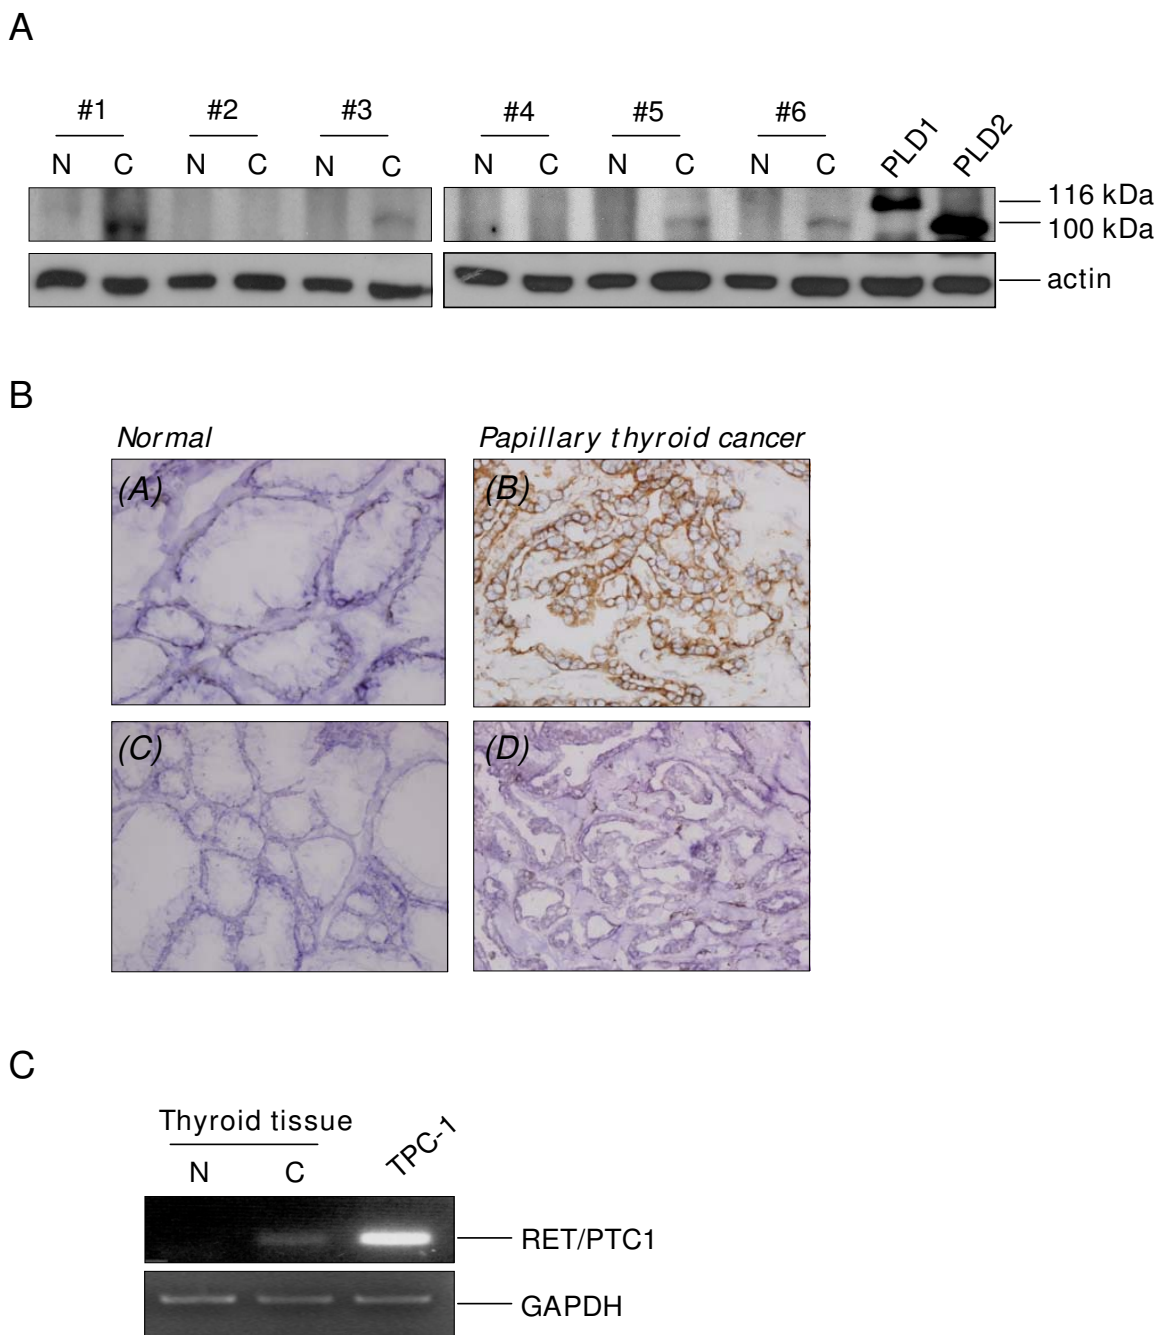 A
#1 #2 #3 #4 #5 #6 PLD1 PLD2
N C N C N C N C N C N C
116 kDa
100 kDa
actin
B
Normal Papillary thyroid cancer
(A) (B)
(C) (D)
C
Thyroid tissue TPC-1
N C
RET/PTC1
GAPDH